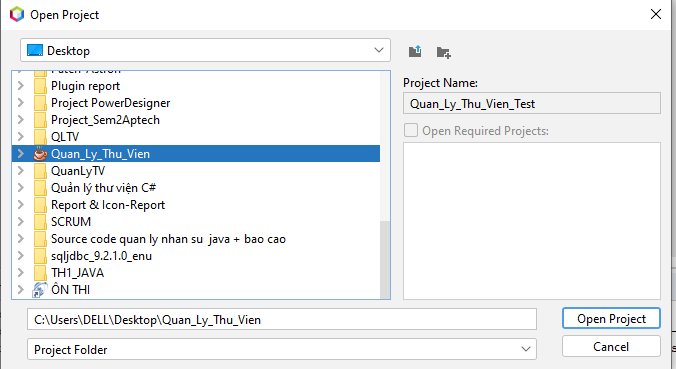 Open Project
Desktop
Plugin report
Project PowerDesigner
Project_Sem2Aptech
QLTV
Quan_Ly_Thu_Vien
QuanLyTV
Quản lý thư viện C#
Report & Icon-Report
SCRUM
Source code quan ly nhan su java + bao cao
sqljdbc_9.2.1.0_enu
TH1_JAVA
ÔN THI
Project Name:
Quan_Ly_Thu_Vien_Test
Open Required Projects:
C:\Users\DELL\Desktop\Quan_Ly_Thu_Vien
Open Project
Project Folder
Cancel